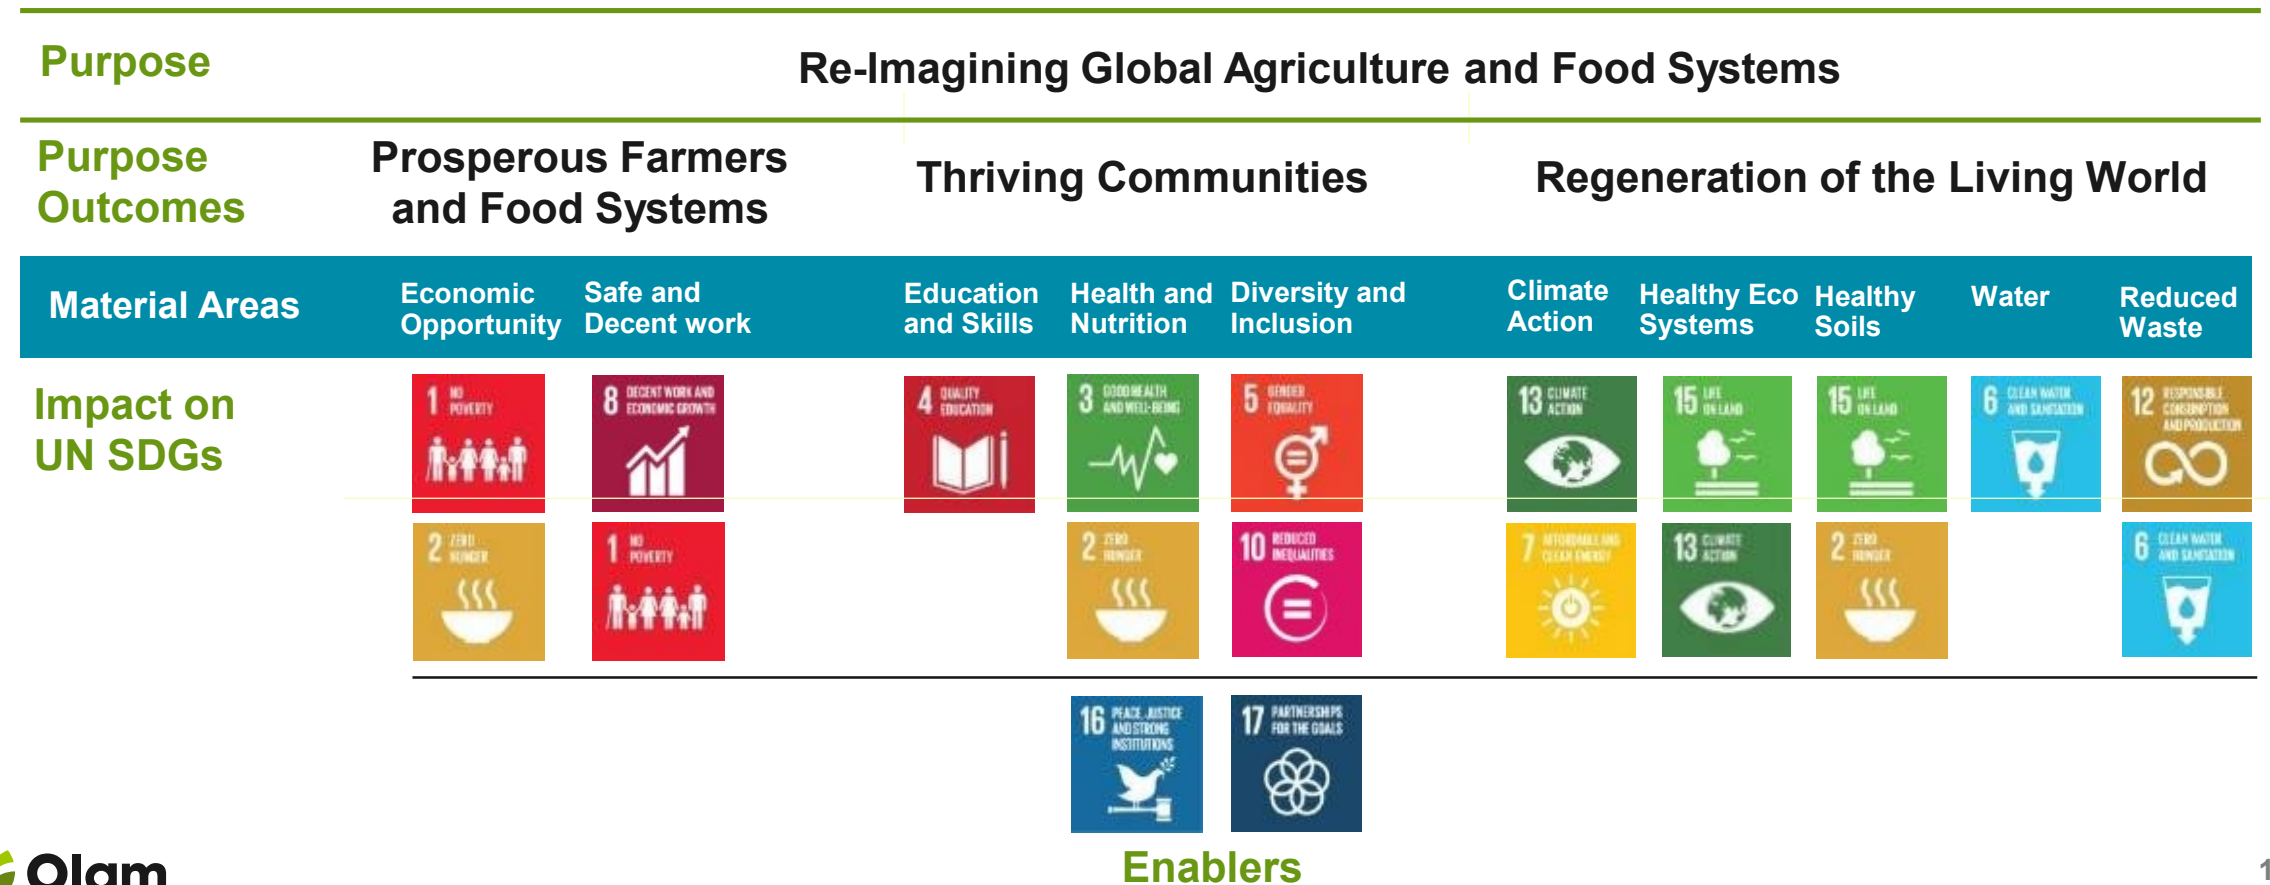 Purpose
Re-Imagining Global Agriculture and Food Systems
Purpose
Outcomes
Prosperous Farmers
and Food Systems
Thriving Communities
Regeneration of the Living World
Material Areas
Economic
Opportunity
Safe and
Decent work
Education
and Skills
Health and
Nutrition
Diversity and
Inclusion
Climate
Action
Healthy Eco
Systems
Healthy
Soils
Water
Reduced
Waste
Impact on
UN SDGs
1 NO
POVERTY
8 DECENT WORK AND
ECONOMIC GROWTH
4 QUALITY
EDUCATION
3 GOOD HEALTH
AND WELL-BEING
5 GENDER
EQUALITY
13 CLIMATE
ACTION
15 LIFE
ON LAND
15 LIFE
ON LAND
6 CLEAN WATER
AND SANITATION
12 RESPONSIBLE
CONSUMPTION
AND PRODUCTION
2 ZERO
HUNGER
1 NO
POVERTY
2 ZERO
HUNGER
10 REDUCED
INEQUALITIES
7 AFFORDABLE AND
CLEAN ENERGY
13 CLIMATE
ACTION
2 ZERO
HUNGER
6 CLEAN WATER
AND SANITATION
16 PEACE, JUSTICE
AND STRONG
INSTITUTIONS
17 PARTNERSHIPS
FOR THE GOALS
Enablers
Olam
1